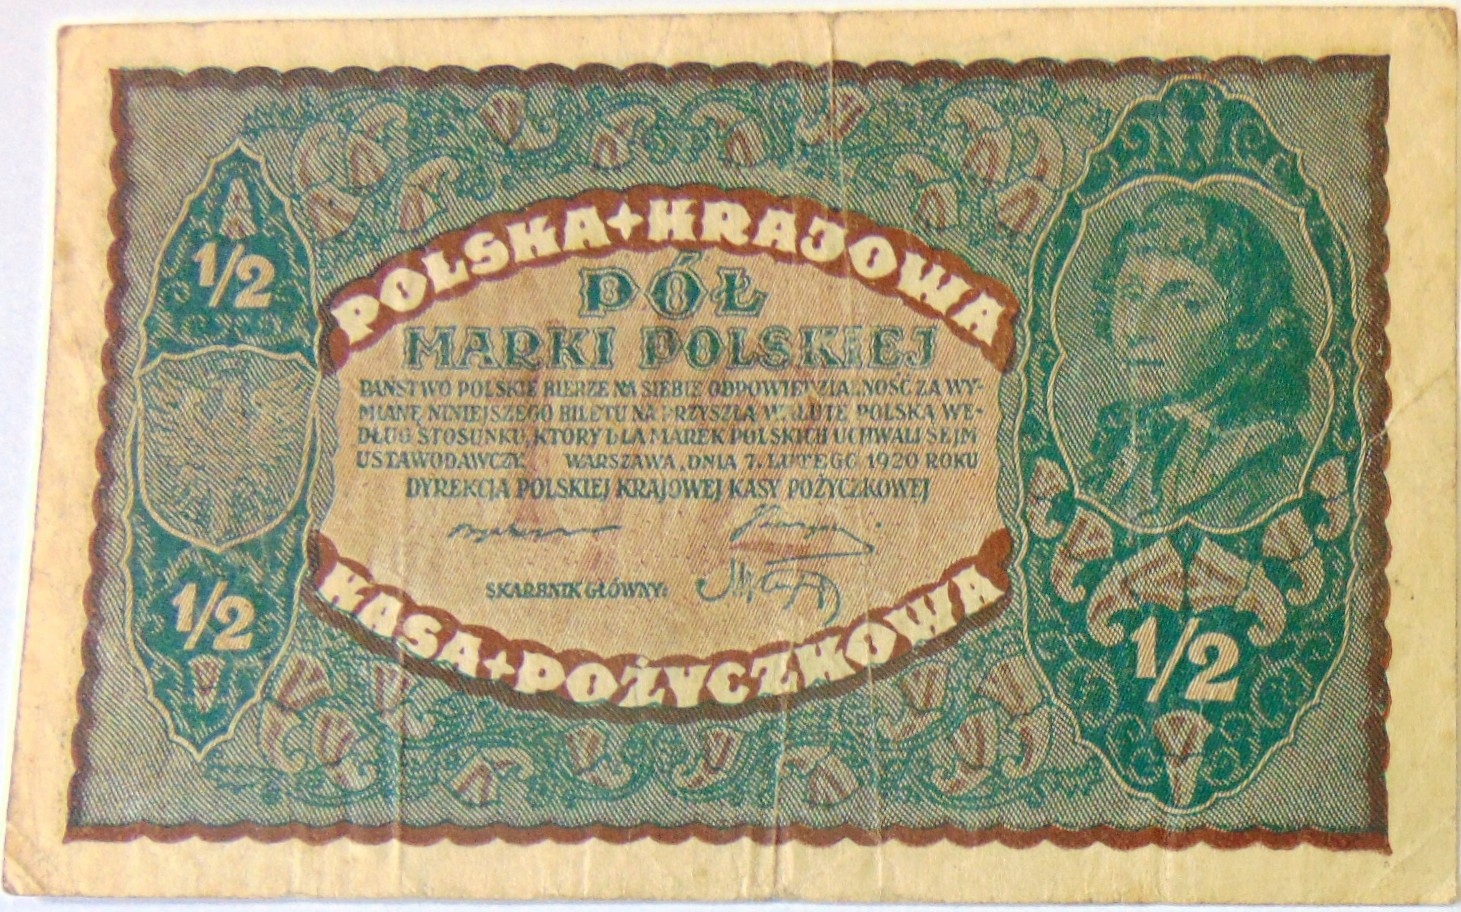 POLSKA+KRAJOWA
1/2
PÓŁ
MARKI POLSKIEJ
PAŃSTWO POLSKIE BIERZE NA SIEBIE ODPOWIEDZIALNOŚĆ ZA WY-
MIANĘ NINIEJSZEGO BILETU NA PRZYSZŁĄ WALUTĘ POLSKĄ WE-
DŁUG STOSUNKU, KTÓRY DLA MAREK POLSKICH UCHWALI SEJM
USTAWODAWCZY. WARSZAWA, DNIA 7. LUTEGO 1920 ROKU
DYREKCJA POLSKIEJ KRAJOWEJ KASY POŻYCZKOWEJ
SKARBNIK GŁÓWNY:
KASA+POŻYCZKOWA
1/2
1/2